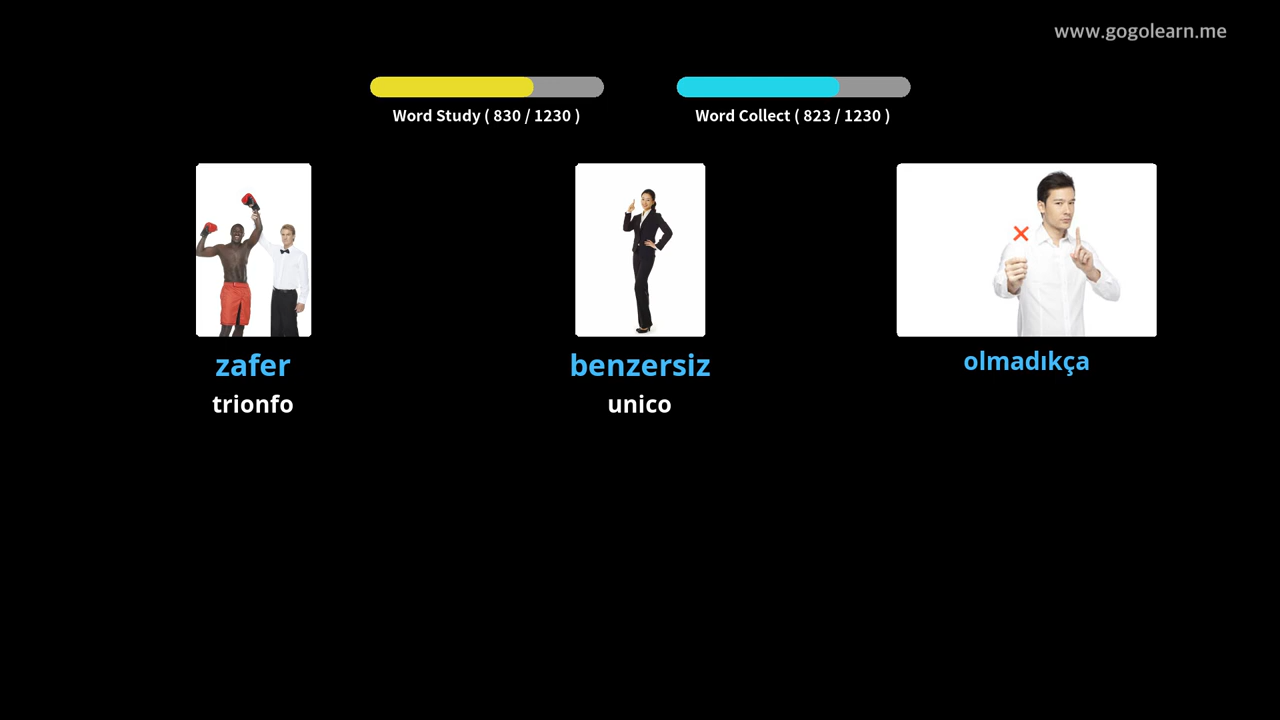 www.gogolearn.me
Word Study ( 830 / 1230 )
Word Collect ( 823 / 1230 )
zafer
trionfo
benzersiz
unico
olmadıkça